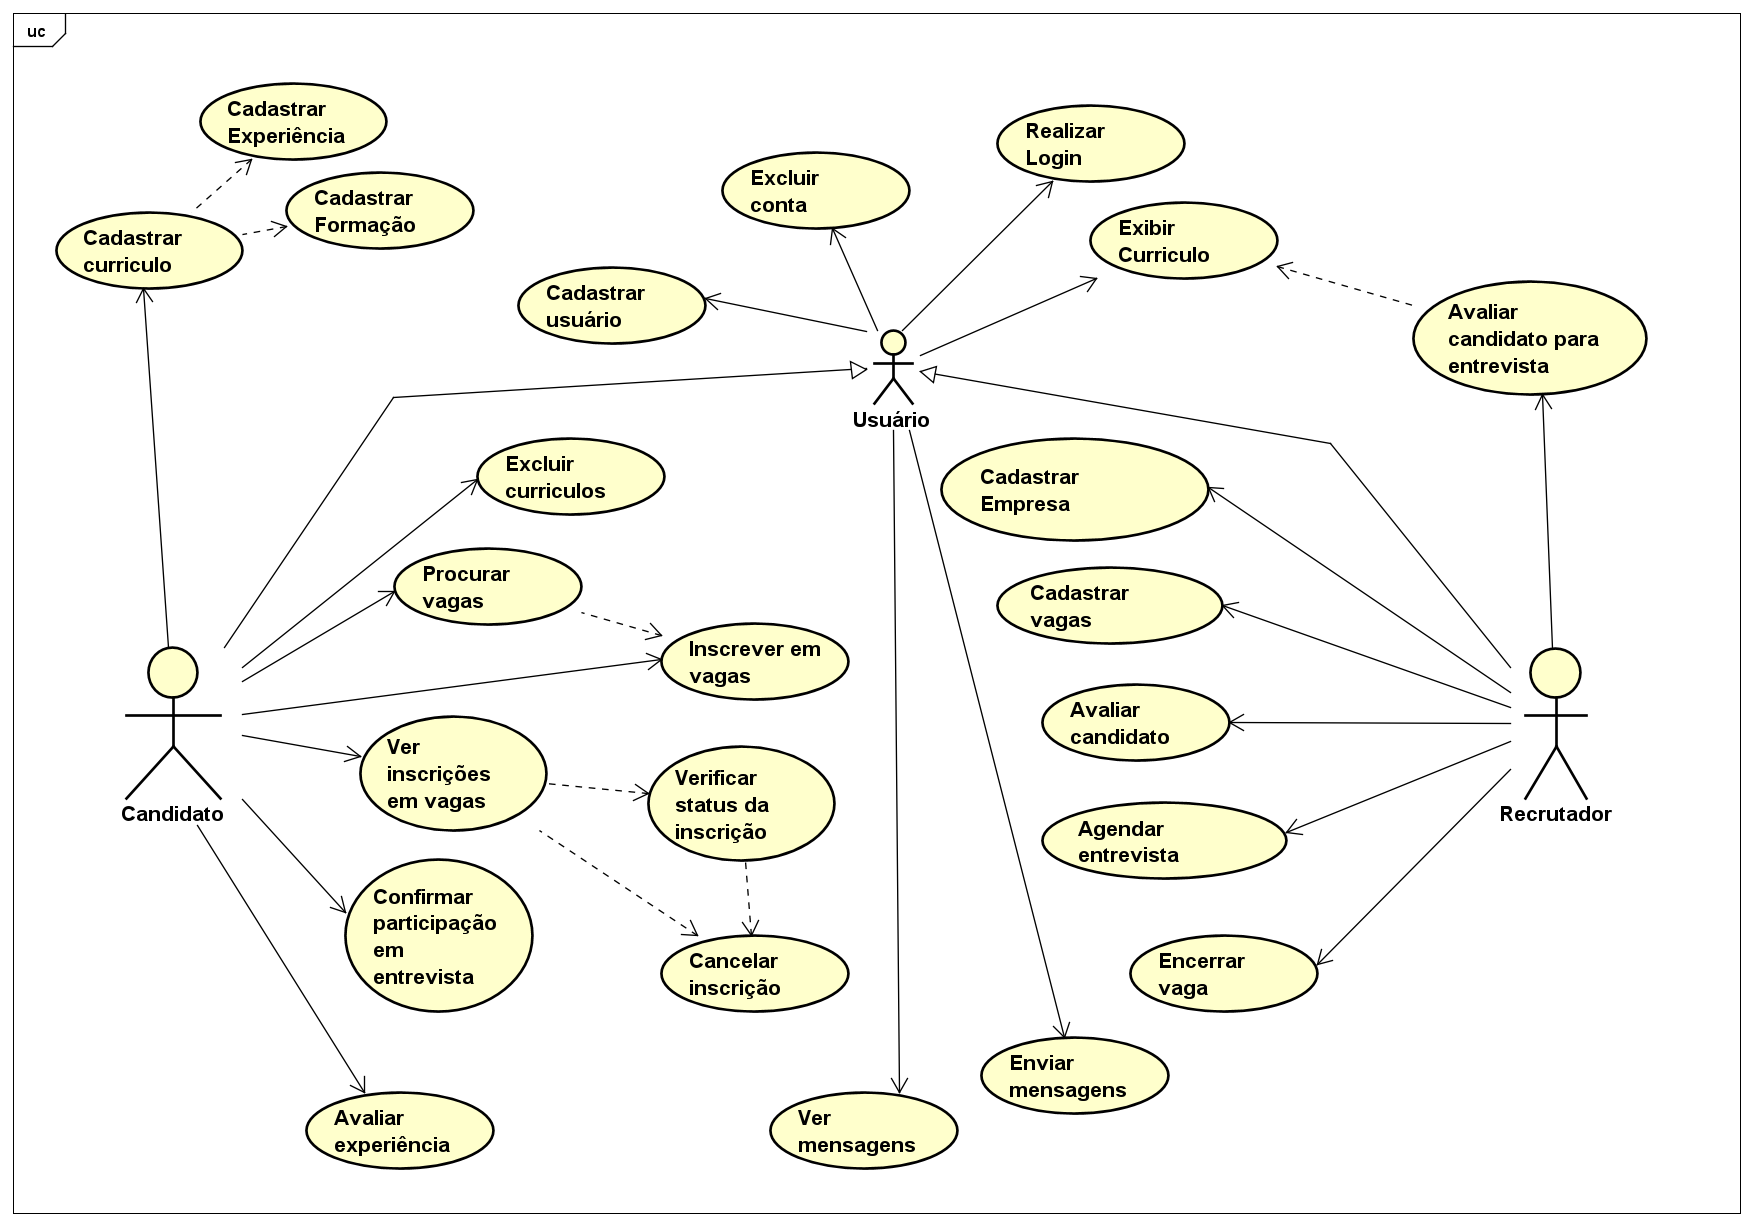 uc
Cadastrar
Experiência
Realizar
Login
Excluir
conta
Cadastrar
Formação
Cadastrar
curriculo
Exibir
Curriculo
Cadastrar
usuário
Avaliar
candidato para
entrevista
Usuário
Excluir
curriculos
Cadastrar
Empresa
Procurar
vagas
Cadastrar
vagas
Inscrever em
vagas
Avaliar
candidato
Ver
inscrições
em vagas
Verificar
status da
inscrição
Candidato
Recrutador
Agendar
entrevista
Confirmar
participação
em
entrevista
Cancelar
inscrição
Encerrar
vaga
Enviar
mensagens
Avaliar
experiência
Ver
mensagens